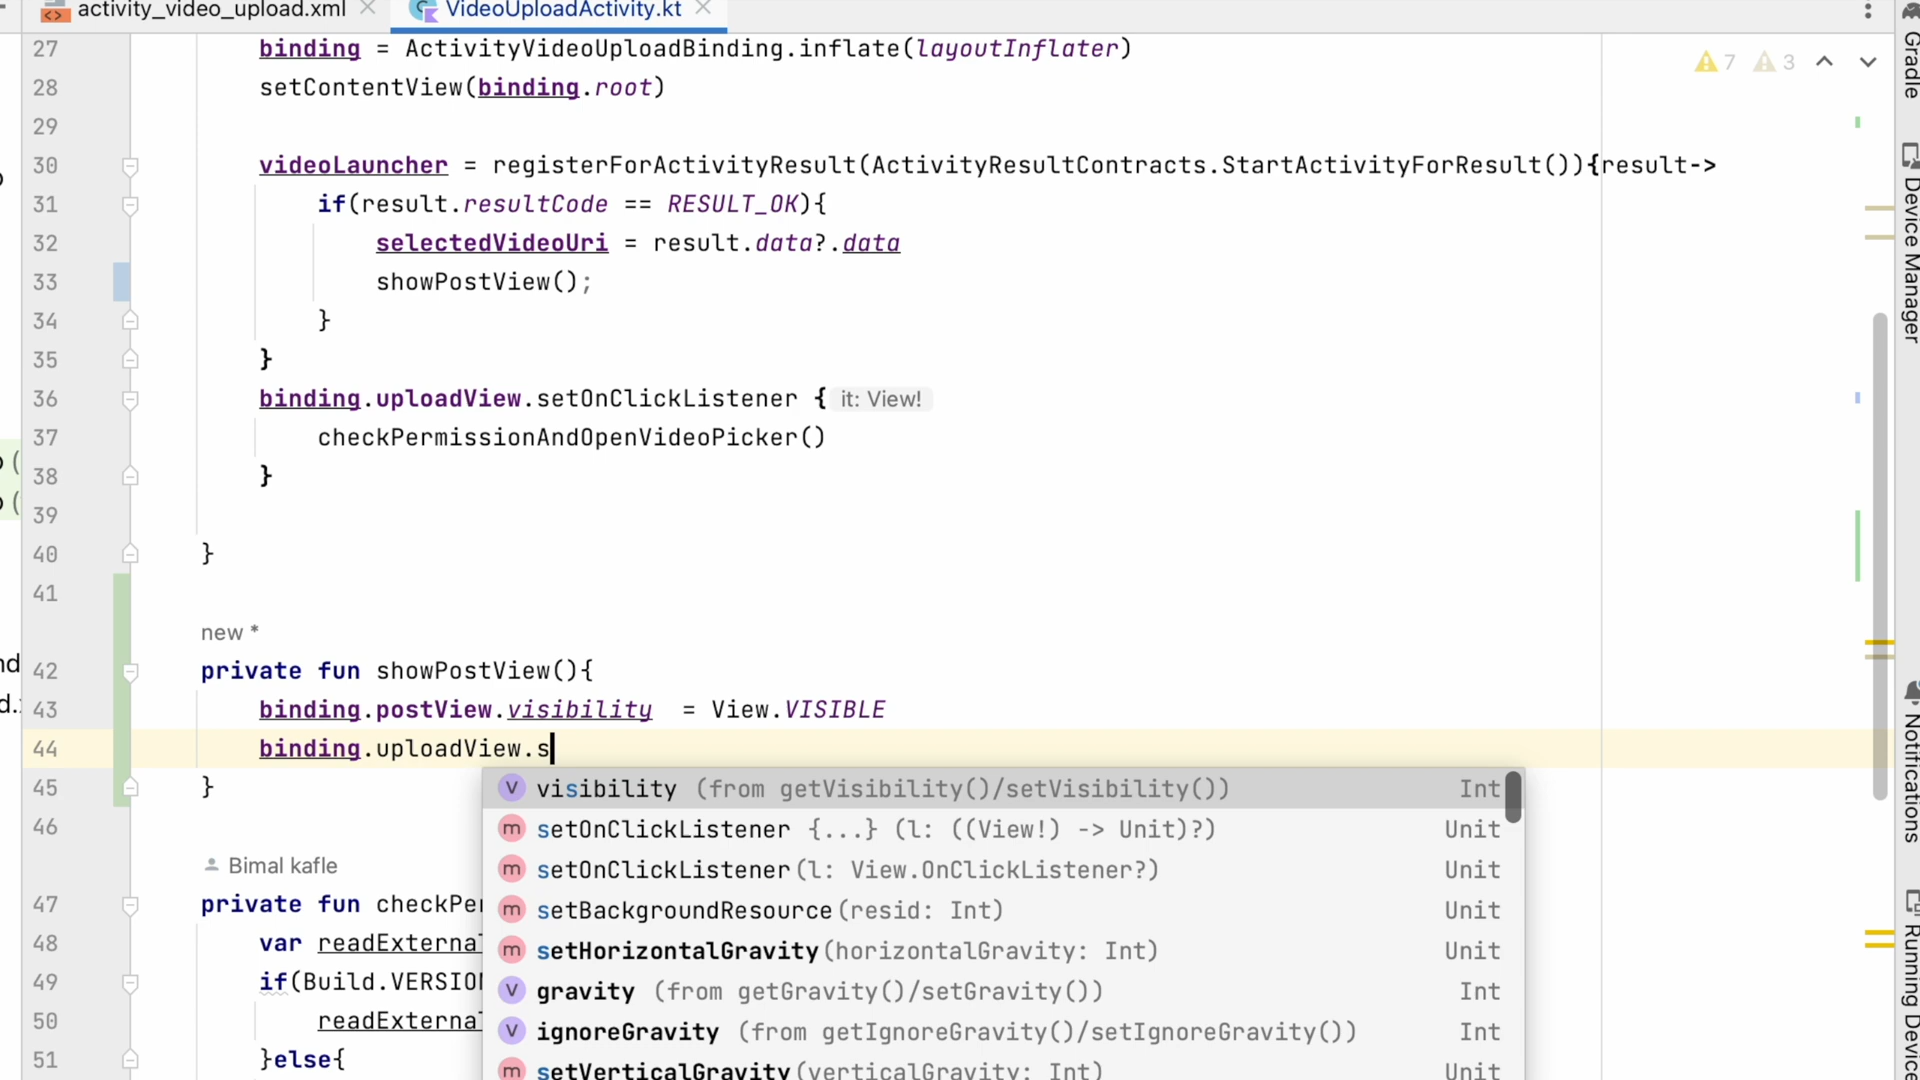 activity_video_upload.xml
VideoUploadActivity.kt
7 3
27 binding = ActivityVideoUploadBinding.inflate(layoutInflater)
28 setContentView(binding.root)
29
30 videoLauncher = registerForActivityResult(ActivityResultContracts.StartActivityForResult()){result->
31 if(result.resultCode == RESULT_OK){
32 selectedVideoUri = result.data?.data
33 showPostView();
34 }
35 }
36 binding.uploadView.setOnClickListener { it: View!
37 checkPermissionAndOpenVideoPicker()
38 }
39
40 }
41
new *
42 private fun showPostView(){
43 binding.postView.visibility = View.VISIBLE
44 binding.uploadView.s
45 }
46
visibility (from getVisibility()/setVisibility()) Int
setOnClickListener {...} (l: ((View!) -> Unit)?) Unit
setOnClickListener(l: View.OnClickListener?) Unit
setBackgroundResource(resid: Int) Unit
setHorizontalGravity(horizontalGravity: Int) Unit
gravity (from getGravity()/setGravity()) Int
ignoreGravity (from getIgnoreGravity()/setIgnoreGravity()) Int
setVerticalGravity(verticalGravity: Int) Unit
Bimal kafle
47 private fun checkPer
48 var readExternal
49 if(Build.VERSION
50 readExternal
51 }else{
Gradle
Device Manager
Notifications
Running Device